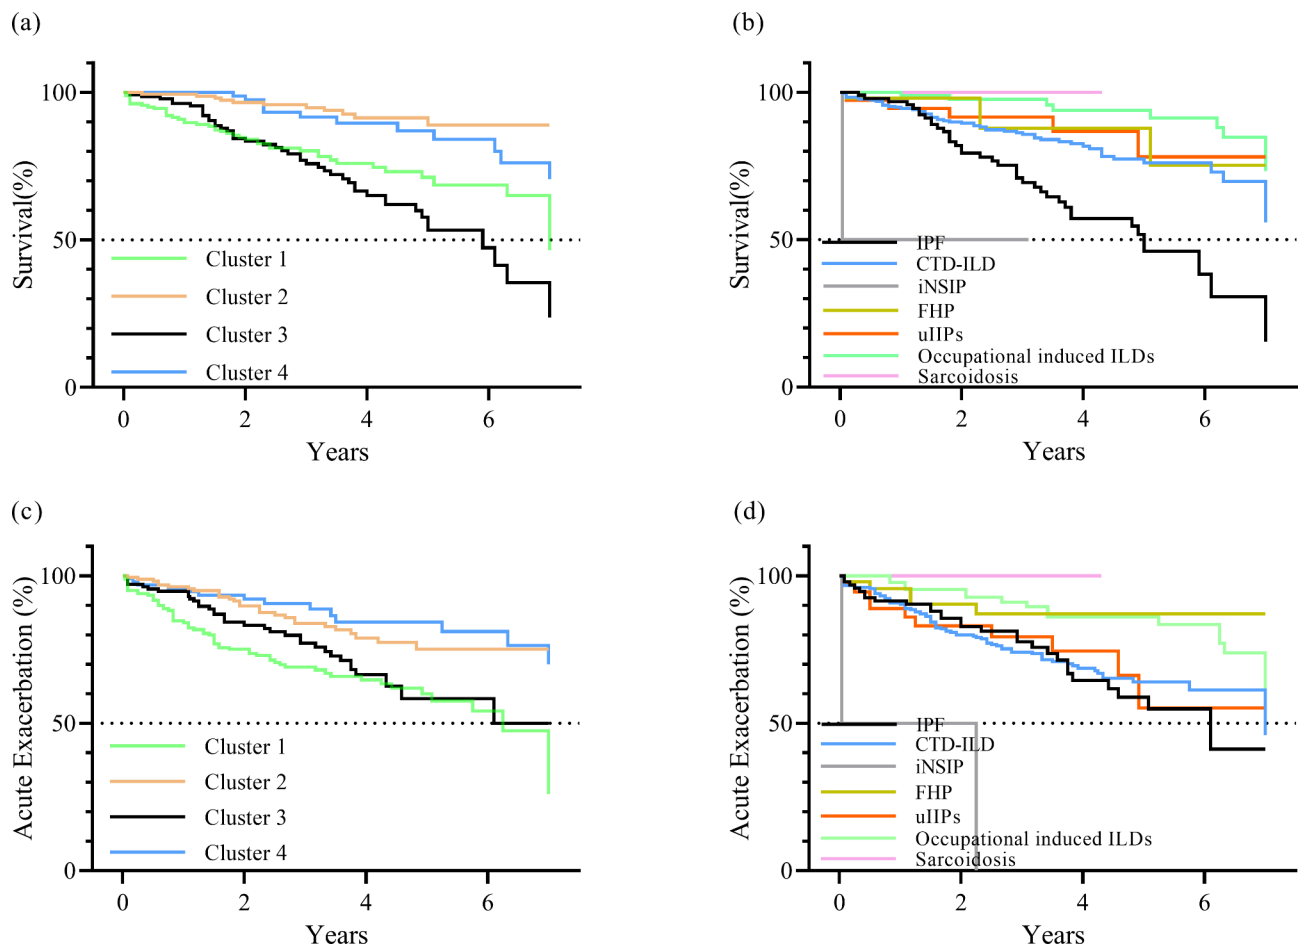 (a)
Survival(%)
100
50
0
Cluster 1
Cluster 2
Cluster 3
Cluster 4
0 2 4 6
Years
(b)
Survival(%)
100
50
0
IPF
CTD-ILD
iNSIP
FHP
uIIPs
Occupational induced ILDs
Sarcoidosis
0 2 4 6
Years
(c)
Acute Exacerbation (%)
100
50
0
Cluster 1
Cluster 2
Cluster 3
Cluster 4
0 2 4 6
Years
(d)
Acute Exacerbation (%)
100
50
0
IPF
CTD-ILD
iNSIP
FHP
uIIPs
Occupational induced ILDs
Sarcoidosis
0 2 4 6
Years